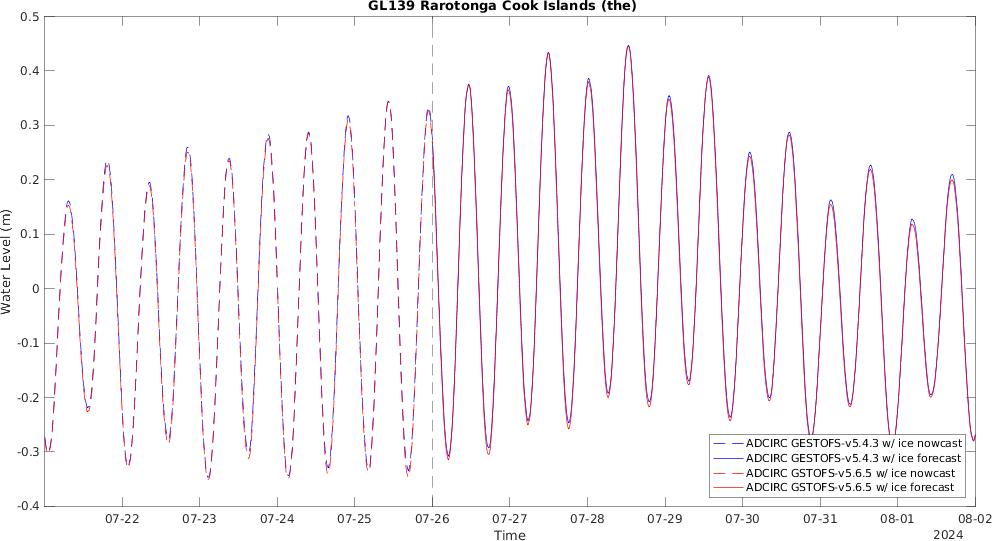 GL139 Rarotonga Cook Islands (the)
0.5
0.4
0.3
0.2
0.1
0
-0.1
-0.2
-0.3
-0.4
Water Level (m)
ADCIRC GESTOFS-v5.4.3 w/ ice nowcast
ADCIRC GESTOFS-v5.4.3 w/ ice forecast
ADCIRC GSTOFS-v5.6.5 w/ ice nowcast
ADCIRC GSTOFS-v5.6.5 w/ ice forecast
07-22 07-23 07-24 07-25 07-26 07-27 07-28 07-29 07-30 07-31 08-01 08-02
Time
2024